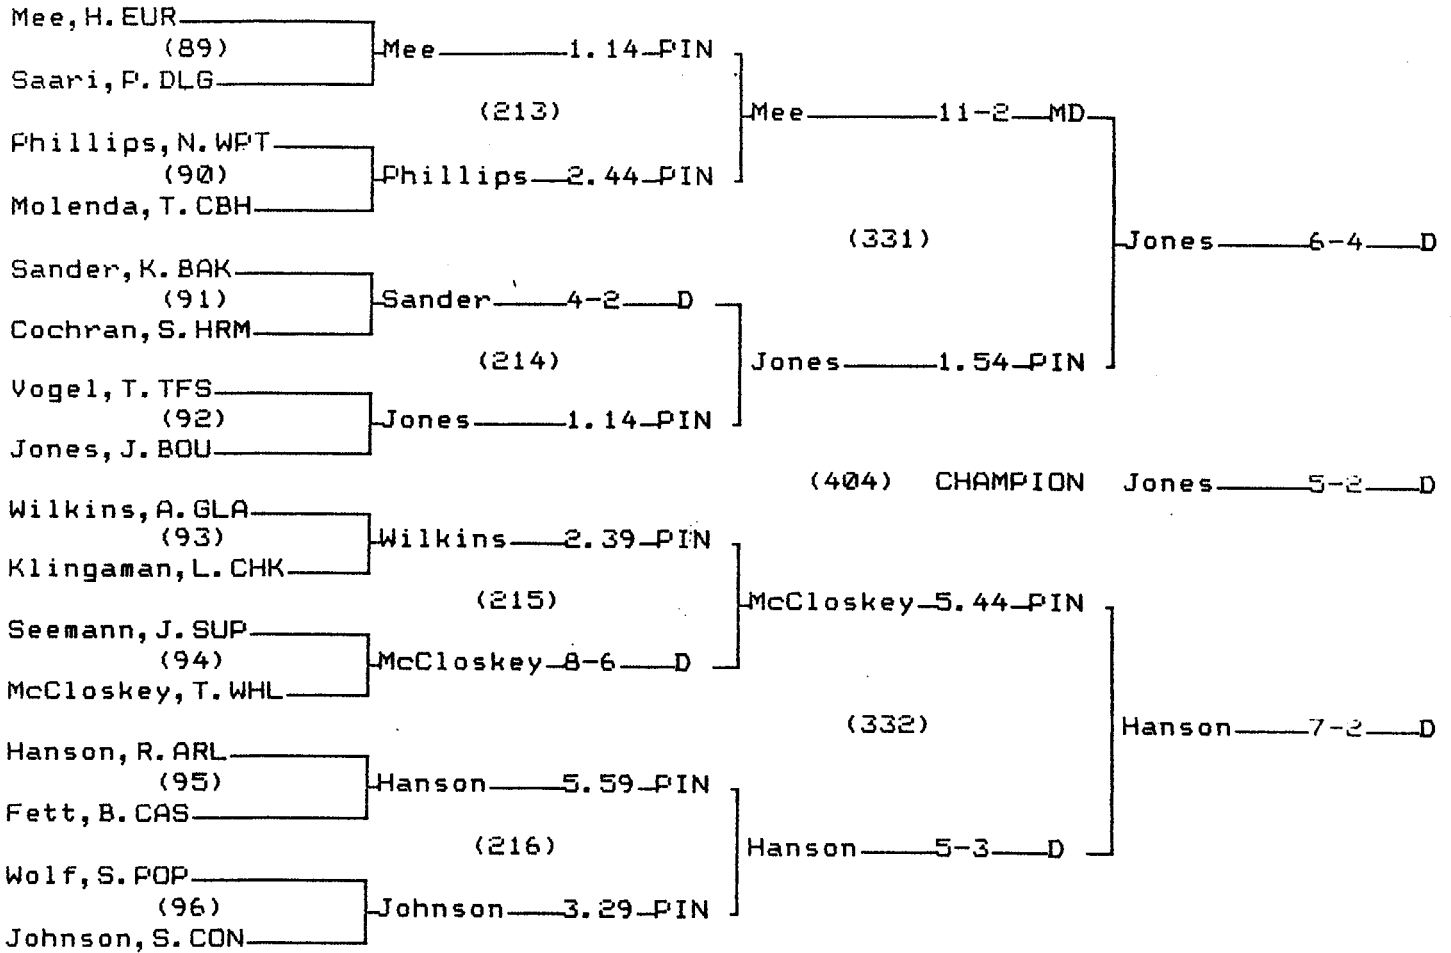 Mee, H. EUR
(89) Mee 1.14 PIN
Saari, P. DLG
(213) Mee 11-2 MD
Phillips, N. WPT
(90) Phillips 2.44 PIN
Molenda, T. CBH
(331) Jones 6-4 D
Sander, K. BAK
(91) Sander 4-2 D
Cochran, S. HRM
(214) Jones 1.54 PIN
Vogel, T. TFS
(92) Jones 1.14 PIN
Jones, J. BOU
(404) CHAMPION Jones 5-2 D
Wilkins, A. GLA
(93) Wilkins 2.39 PIN
Klingaman, L. CHK
(215) McCloskey 5.44 PIN
Seemann, J. SUP
(94) McCloskey 8-6 D
McCloskey, T. WHL
(332) Hanson 7-2 D
Hanson, R. ARL
(95) Hanson 5.59 PIN
Fett, B. CAS
(216) Hanson 5-3 D
Wolf, S. POP
(96) Johnson 3.29 PIN
Johnson, S. CON